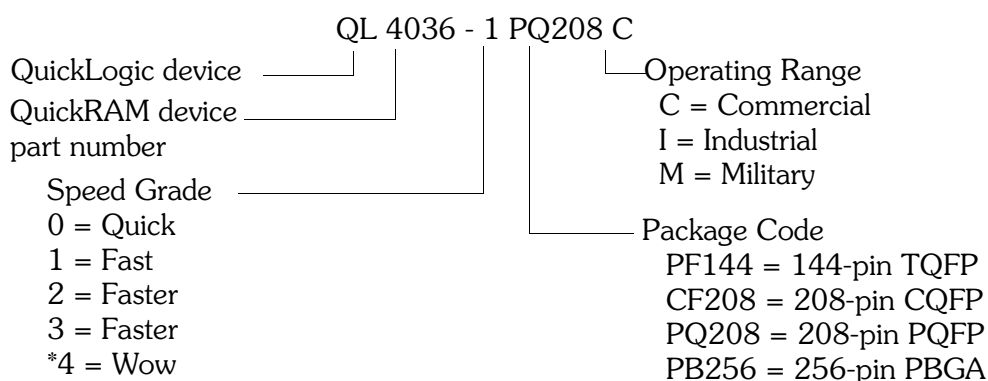 QL 4036 - 1 PQ208 C
QuickLogic device
QuickRAM device
part number
Speed Grade
0 = Quick
1 = Fast
2 = Faster
3 = Faster
*4 = Wow
Operating Range
C = Commercial
I = Industrial
M = Military
Package Code
PF144 = 144-pin TQFP
CF208 = 208-pin CQFP
PQ208 = 208-pin PQFP
PB256 = 256-pin PBGA